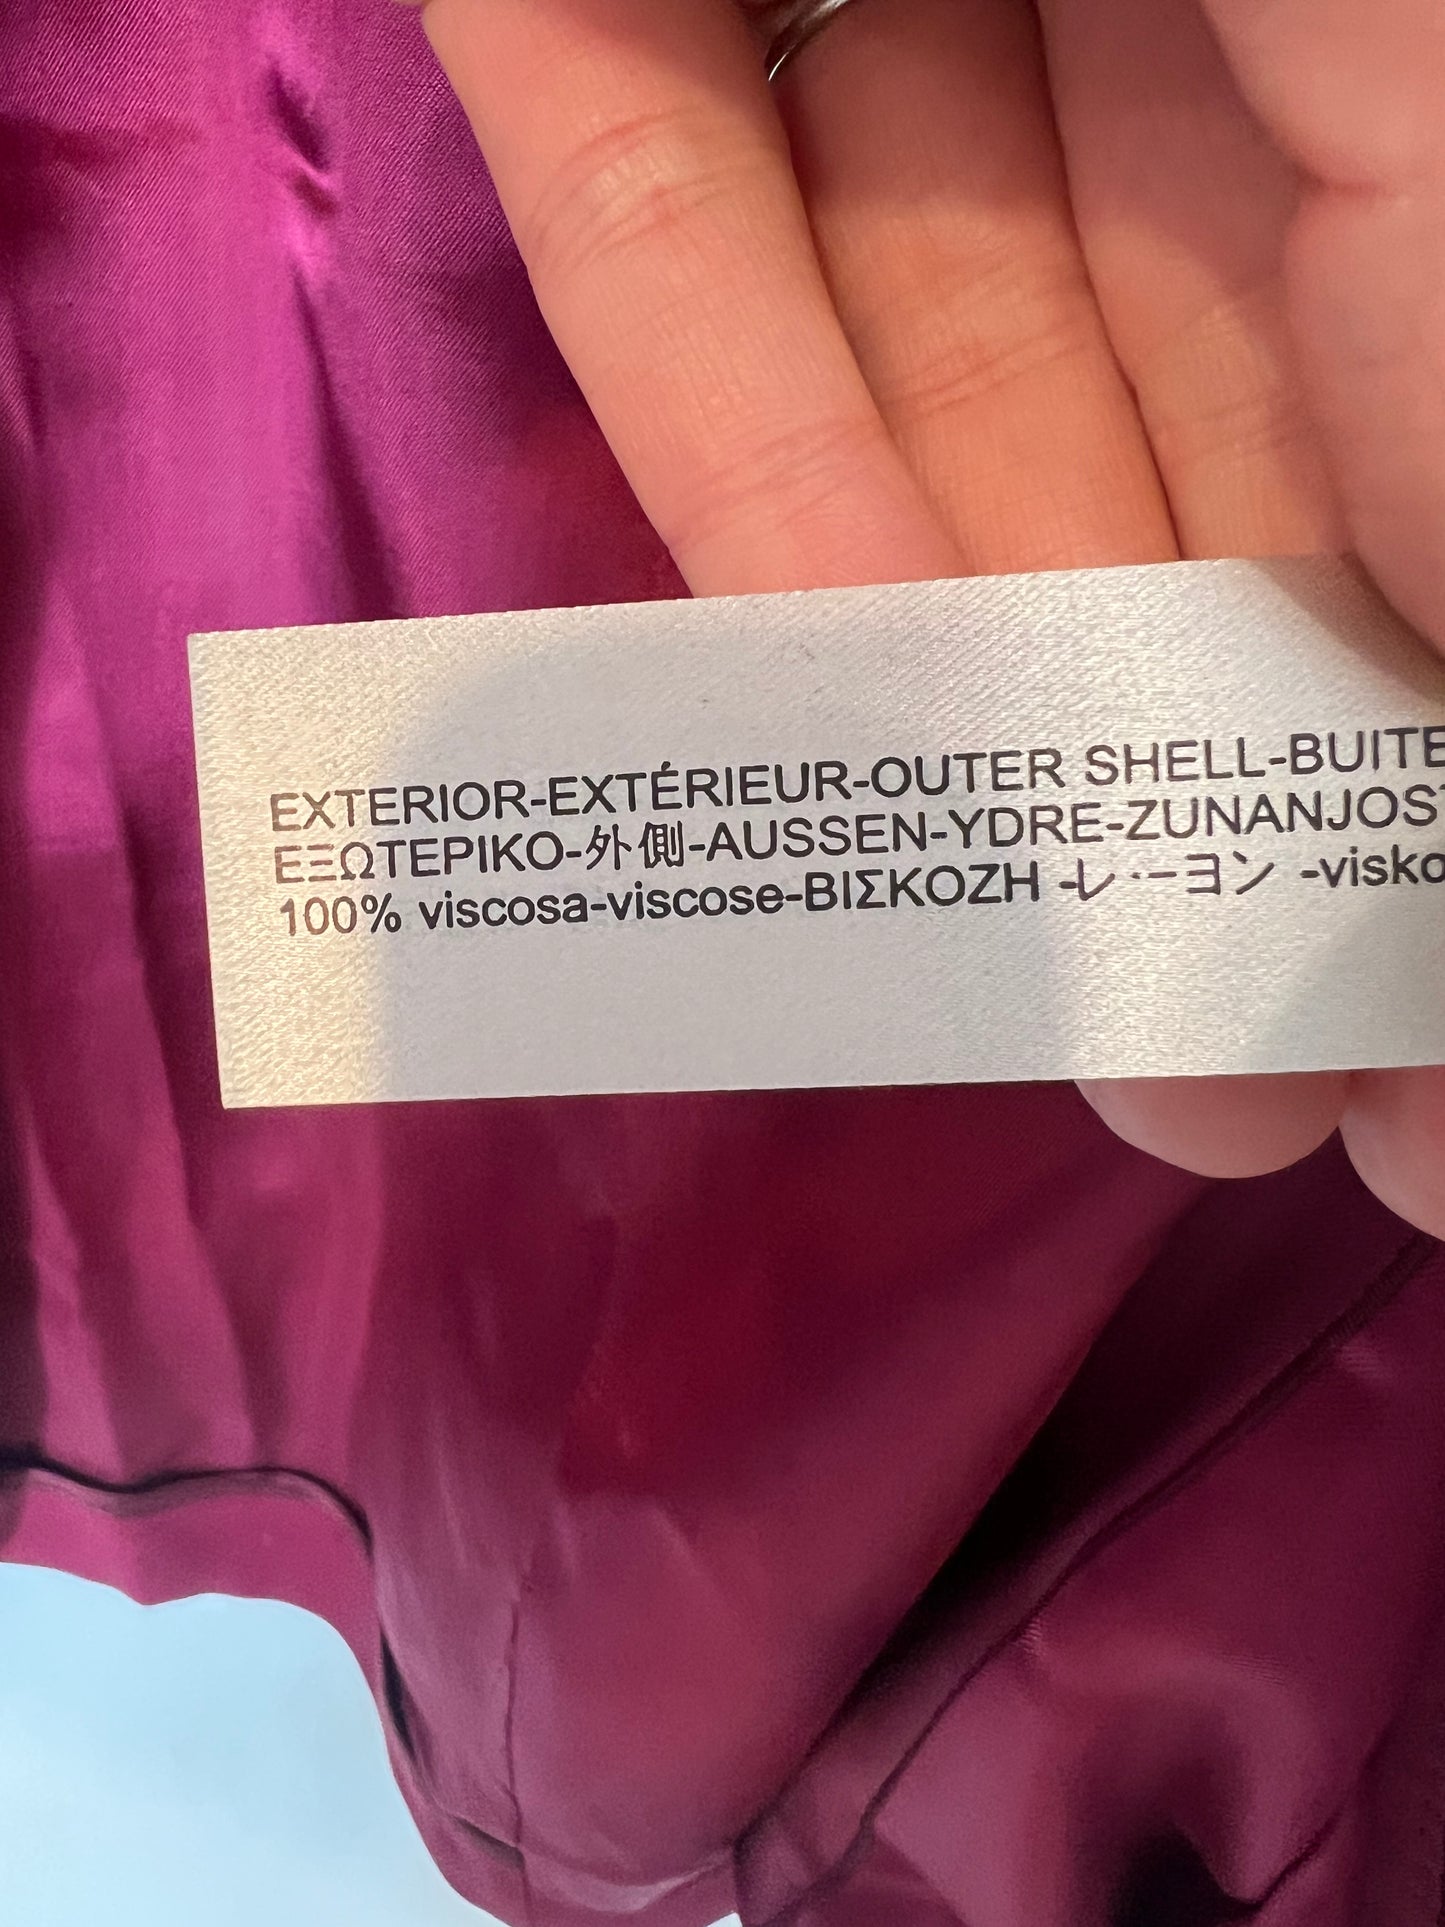 EXTERIOR-EXTÉRIEUR-OUTER SHELL-BUITE
ΕΞΩΤΕΡΙΚΟ-外側-AUSSEN-YDRE-ZUNANJOST
100% viscosa-viscose-ΒΙΣΚΟΖΗ -レーヨン -visko